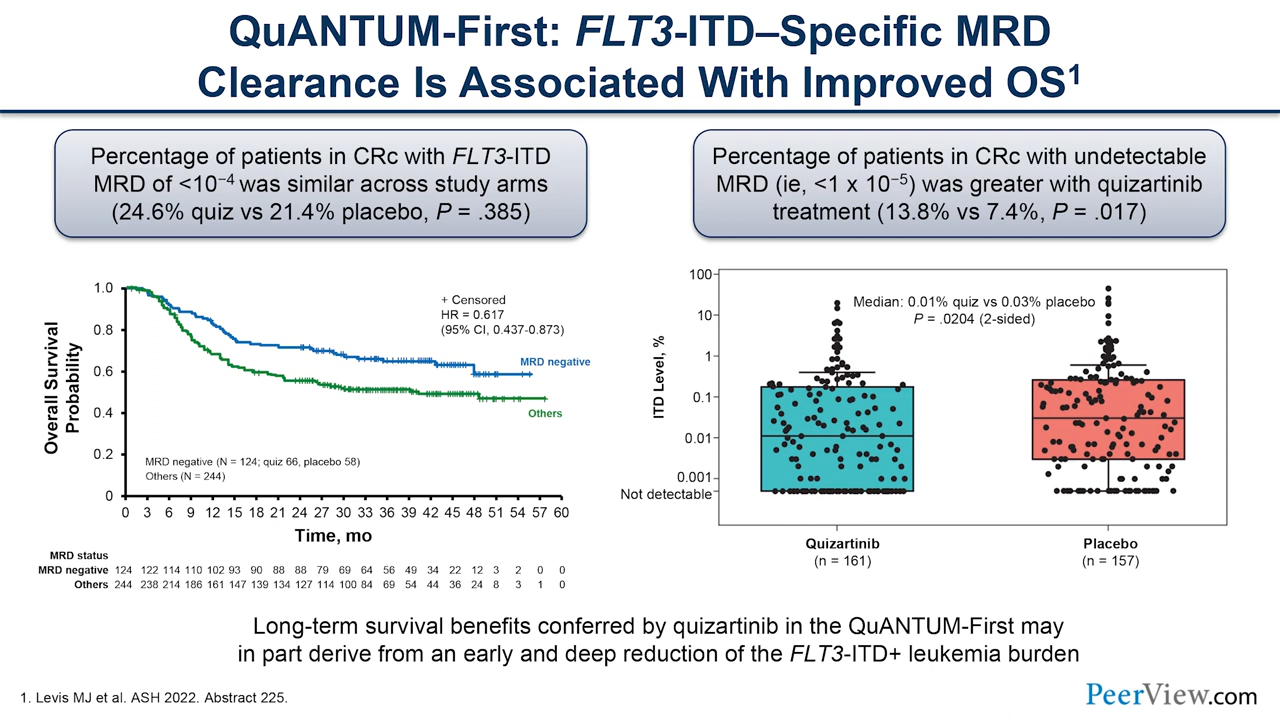 QuANTUM-First: FLT3-ITD–Specific MRD
Clearance Is Associated With Improved OS1
Percentage of patients in CRc with FLT3-ITD
MRD of <10−4 was similar across study arms
(24.6% quiz vs 21.4% placebo, P = .385)
Percentage of patients in CRc with undetectable
MRD (ie, <1 x 10−5) was greater with quizartinib
treatment (13.8% vs 7.4%, P = .017)
Overall Survival
Probability
1.0
0.8
0.6
0.4
0.2
0
+ Censored
HR = 0.617
(95% CI, 0.437-0.873)
MRD negative
Others
MRD negative (N = 124; quiz 66, placebo 58)
Others (N = 244)
0 3 6 9 12 15 18 21 24 27 30 33 36 39 42 45 48 51 54 57 60
Time, mo
MRD status
MRD negative 124 122 114 110 102 93 90 88 88 79 69 64 56 49 34 22 12 3 2 0 0
Others 244 238 214 186 161 147 139 134 127 114 100 84 69 54 44 36 24 8 3 1 0
ITD Level, %
100
10
1
0.1
0.01
0.001
Not detectable
Median: 0.01% quiz vs 0.03% placebo
P = .0204 (2-sided)
Quizartinib
(n = 161)
Placebo
(n = 157)
Long-term survival benefits conferred by quizartinib in the QuANTUM-First may
in part derive from an early and deep reduction of the FLT3-ITD+ leukemia burden
1. Levis MJ et al. ASH 2022. Abstract 225.
PeerView.com